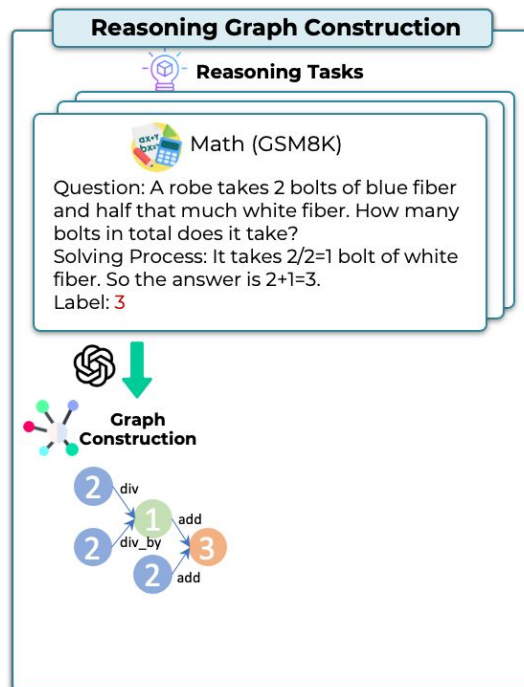 Reasoning Graph Construction
Reasoning Tasks
Math (GSM8K)
Question: A robe takes 2 bolts of blue fiber
and half that much white fiber. How many
bolts in total does it take?
Solving Process: It takes 2/2=1 bolt of white
fiber. So the answer is 2+1=3.
Label: 3
Graph
Construction
2
div
1
add
2
div_by
3
2
add